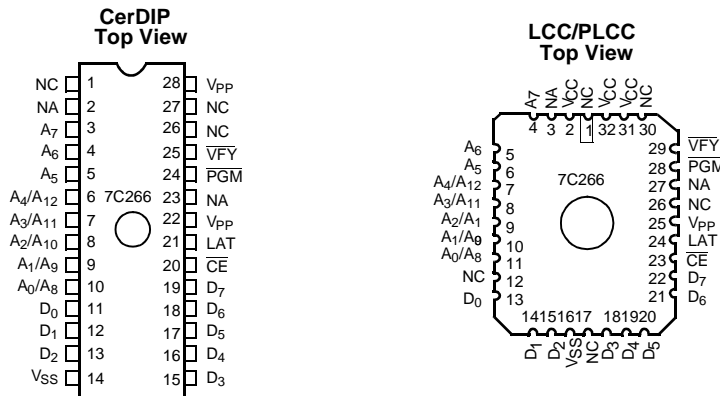 CerDIP
Top View
NC 1 28 VPP
NA 2 27 NC
A7 3 26 NC
A6 4 25 VFY
A5 5 24 PGM
A4/A12 6 7C266 23 NA
A3/A11 7 22 VPP
A2/A10 8 21 LAT
A1/A9 9 20 CE
A0/A8 10 19 D7
D0 11 18 D6
D1 12 17 D5
D2 13 16 D4
VSS 14 15 D3
LCC/PLCC
Top View
A7 NA VCC NC VCC VCC NC
4 3 2 1 32 31 30
A6 5 29 VFY
A5 6 28 PGM
A4/A12 7 7C266 27 NA
A3/A11 8 26 NC
A2/A1 9 25 VPP
A1/A9 10 24 LAT
A0/A8 11 23 CE
NC 12 22 D7
D0 13 21 D6
14 15 16 17 18 19 20
D1 D2 VSS NC D3 D4 D5